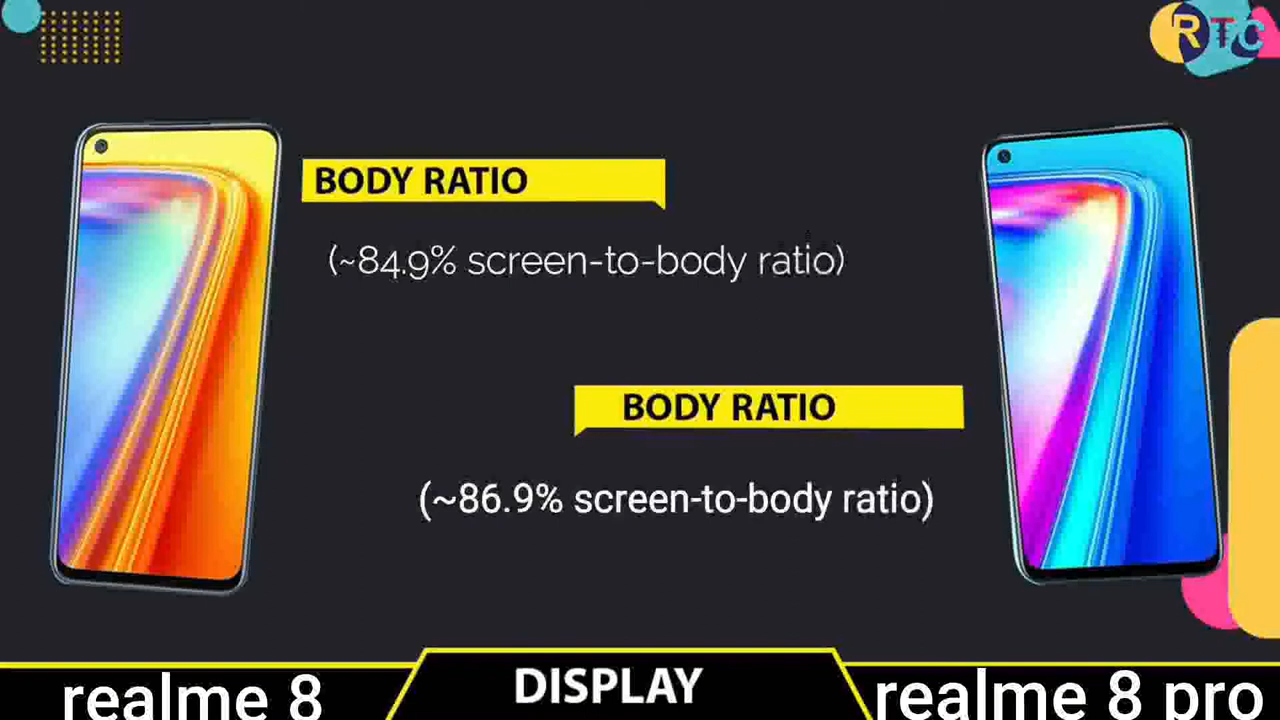 RTC
BODY RATIO
(~84.9% screen-to-body ratio)
BODY RATIO
(~86.9% screen-to-body ratio)
realme 8
DISPLAY
realme 8 pro